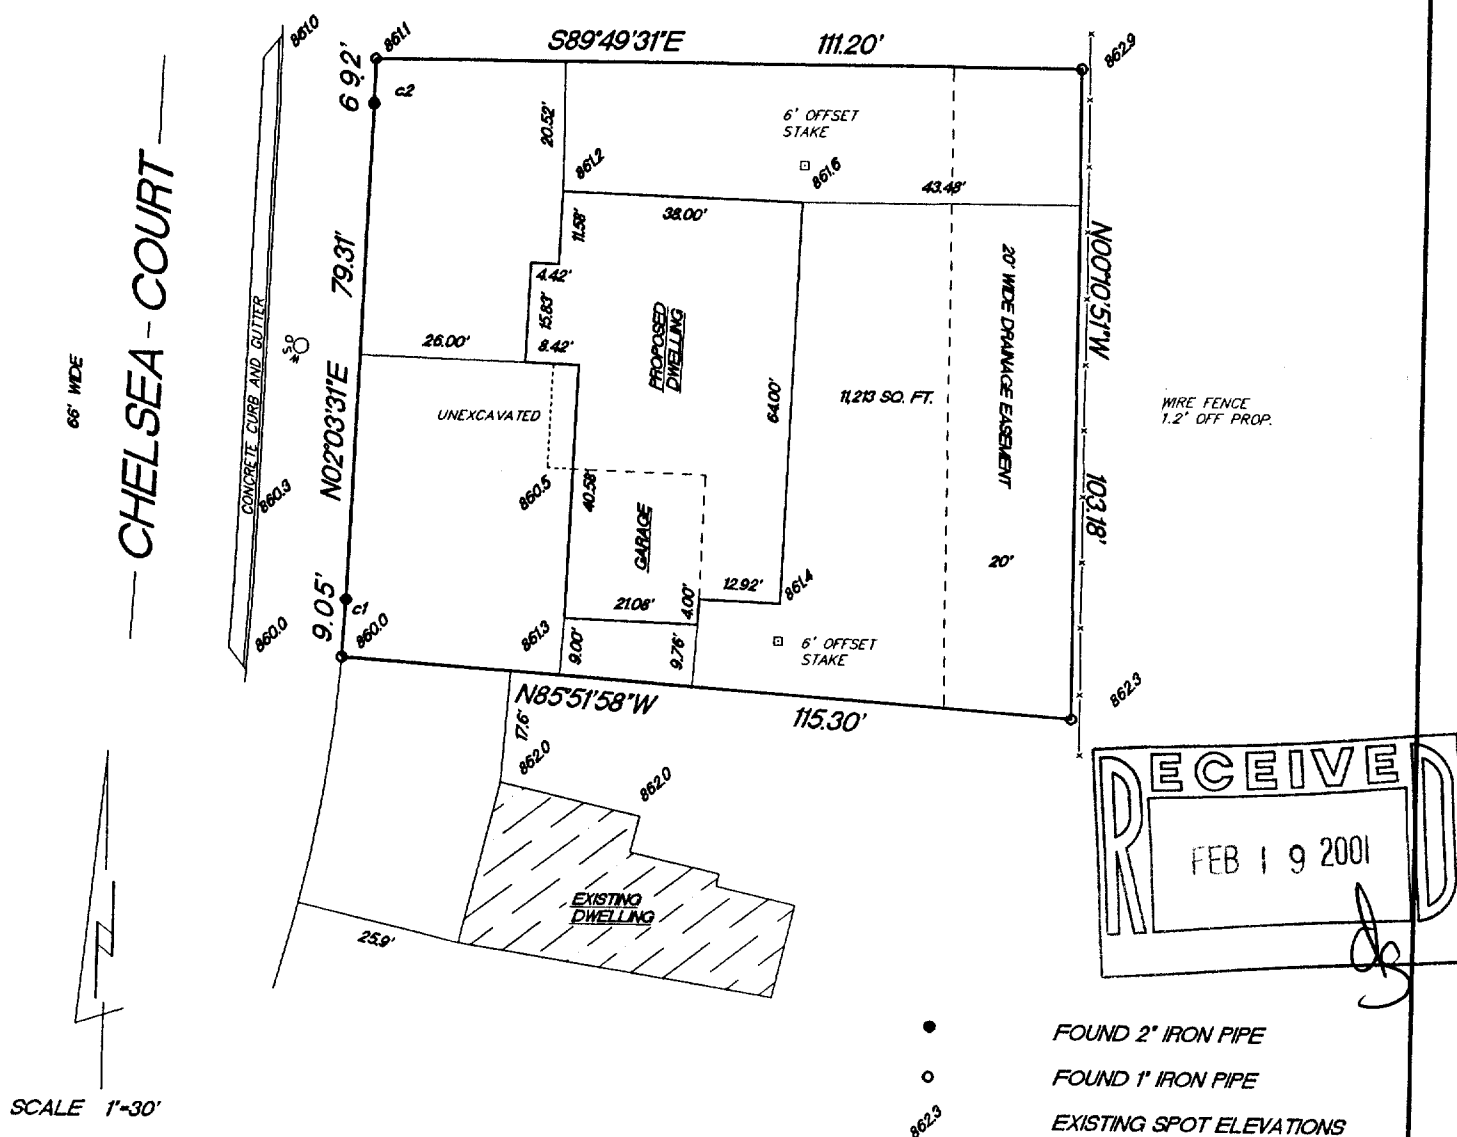 S89°49'31"E
111.20'
861.0
861.1
6 9.2'
c2
862.9
20.52'
6' OFFSET
STAKE
861.2
861.6
43.48'
38.00'
11.58'
CHELSEA - COURT
66' WIDE
CONCRETE CURB AND GUTTER
79.31'
N02°03'31"E
4.42'
15.83'
8.42'
26.00'
PROPOSED
DWELLING
64.00'
11,213 SQ. FT.
20' WIDE DRAINAGE EASEMENT
N00°10'51"W
103.18'
WIRE FENCE
1.2' OFF PROP.
UNEXCAVATED
860.3
860.5
40.58'
GARAGE
20'
12.92'
861.4
21.08'
4.00'
9.05'
c1
860.0
860.0
861.3
9.00'
9.76'
6' OFFSET
STAKE
N85°51'58"W
115.30'
862.3
17.6'
862.0
862.0
EXISTING
DWELLING
25.9'
RECEIVED
FEB 19 2001
SCALE 1"=30'
FOUND 2" IRON PIPE
FOUND 1" IRON PIPE
862.3 EXISTING SPOT ELEVATIONS